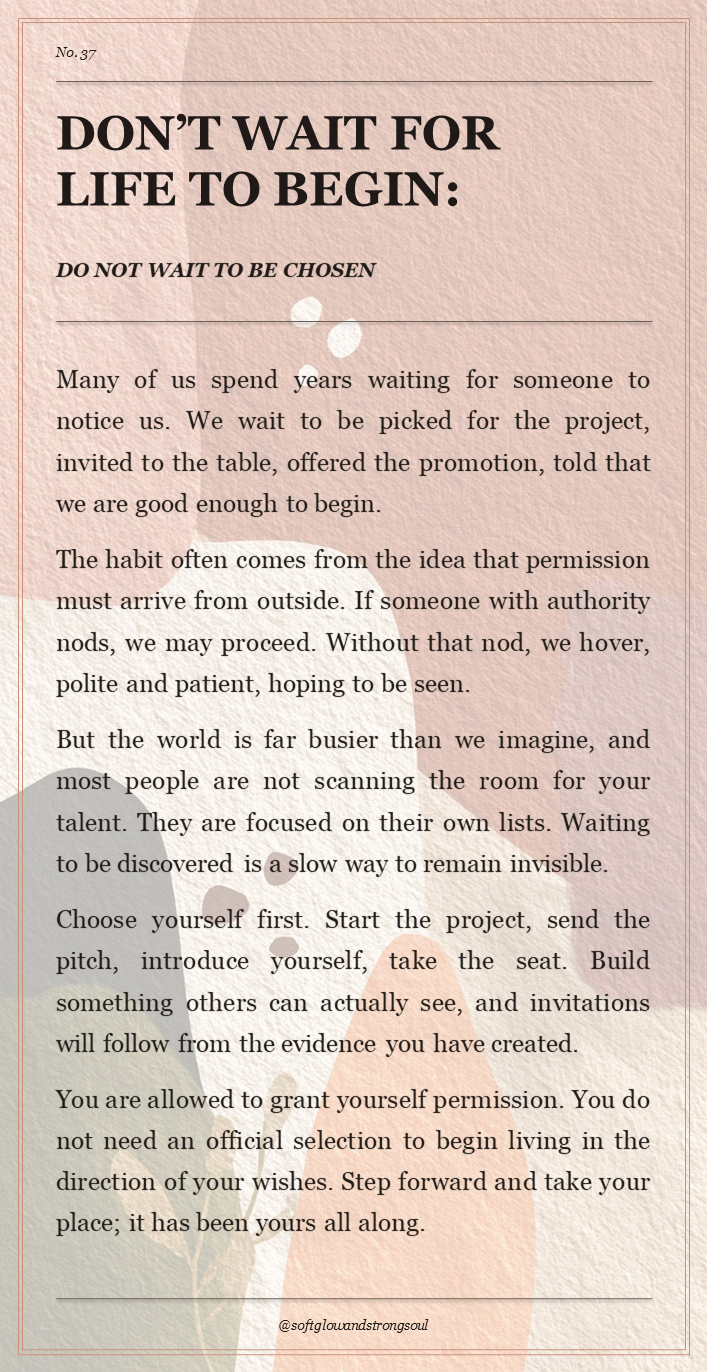 No. 37
DON’T WAIT FOR
LIFE TO BEGIN:
DO NOT WAIT TO BE CHOSEN
Many of us spend years waiting for someone to
notice us. We wait to be picked for the project,
invited to the table, offered the promotion, told that
we are good enough to begin.
The habit often comes from the idea that permission
must arrive from outside. If someone with authority
nods, we may proceed. Without that nod, we hover,
polite and patient, hoping to be seen.
But the world is far busier than we imagine, and
most people are not scanning the room for your
talent. They are focused on their own lists. Waiting
to be discovered is a slow way to remain invisible.
Choose yourself first. Start the project, send the
pitch, introduce yourself, take the seat. Build
something others can actually see, and invitations
will follow from the evidence you have created.
You are allowed to grant yourself permission. You do
not need an official selection to begin living in the
direction of your wishes. Step forward and take your
place; it has been yours all along.
@softglowandstrongsoul